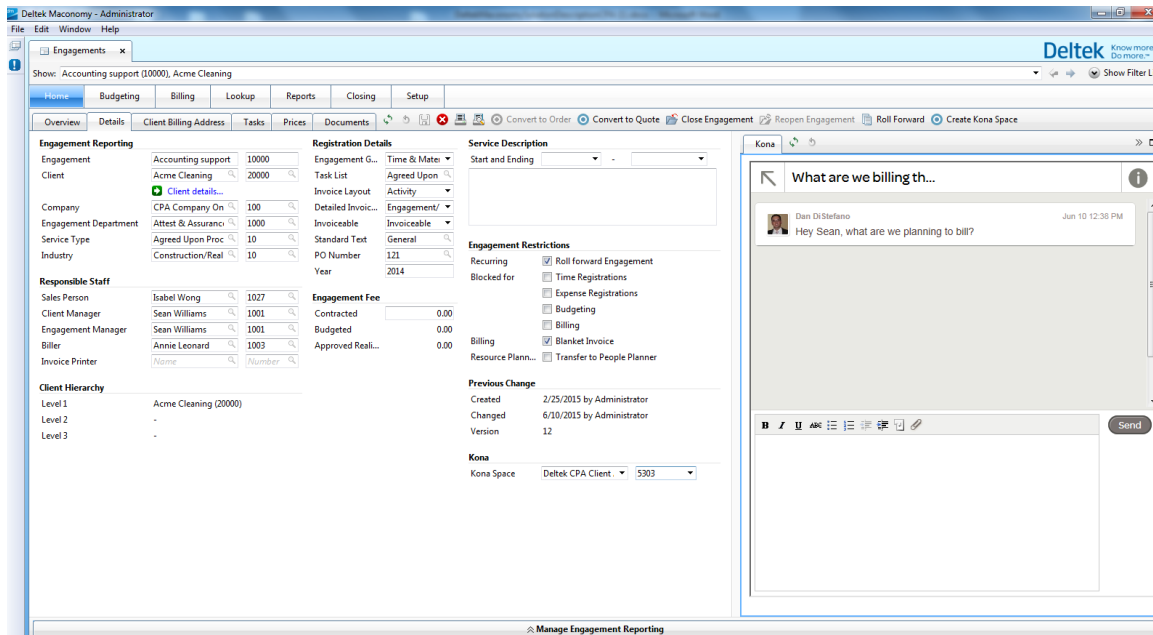 Deltek Maconomy - Administrator
File Edit Window Help
Engagements
Deltek Know more. Do more.™
Show: Accounting support (10000), Acme Cleaning
Show Filter L
Home Budgeting Billing Lookup Reports Closing Setup
Overview Details Client Billing Address Tasks Prices Documents Convert to Order Convert to Quote Close Engagement Reopen Engagement Roll Forward Create Kona Space
Engagement Reporting
Engagement Accounting support 10000
Client Acme Cleaning 20000
Client details...
Company CPA Company On 100
Engagement Department Attest & Assuranc 1000
Service Type Agreed Upon Proc 10
Industry Construction/Real 10
Responsible Staff
Sales Person Isabel Wong 1027
Client Manager Sean Williams 1001
Engagement Manager Sean Williams 1001
Biller Annie Leonard 1003
Invoice Printer Name Number
Client Hierarchy
Level 1 Acme Cleaning (20000)
Level 2 -
Level 3 -
Registration Details
Engagement G... Time & Mater
Task List Agreed Upon
Invoice Layout Activity
Detailed Invoic... Engagement/
Invoiceable Invoiceable
Standard Text General
PO Number 121
Year 2014
Engagement Fee
Contracted 0.00
Budgeted 0.00
Approved Reali... 0.00
Service Description
Start and Ending -
Engagement Restrictions
Recurring Roll forward Engagement
Blocked for Time Registrations
Expense Registrations
Budgeting
Billing
Billing Blanket Invoice
Resource Plann... Transfer to People Planner
Previous Change
Created 2/25/2015 by Administrator
Changed 6/10/2015 by Administrator
Version 12
Kona
Kona Space Deltek CPA Client . 5303
Kona
What are we billing th...
Dan DiStefano Jun 10 12:38 PM
Hey Sean, what are we planning to bill?
B I U ABC
Send
Manage Engagement Reporting